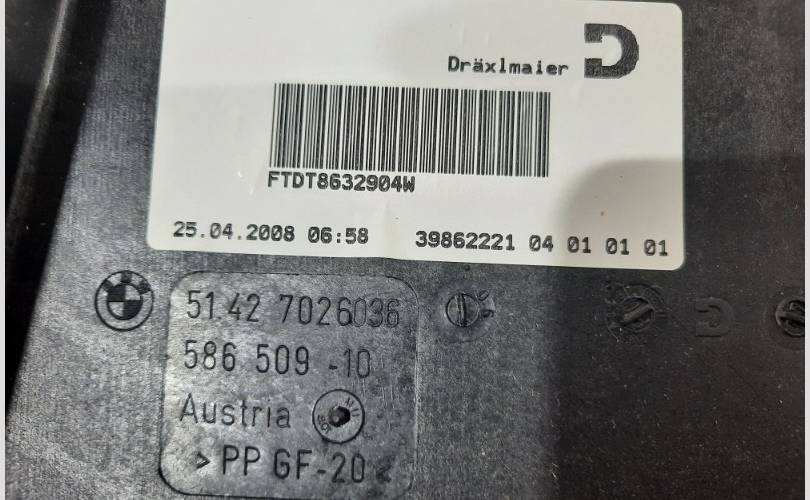 Dräxlmaier
FTDT8632904W
25.04.2008 06:58 39862221 04 01 01 01
51.42 7026036
586 509 -10
Austria
>PP GF-20<